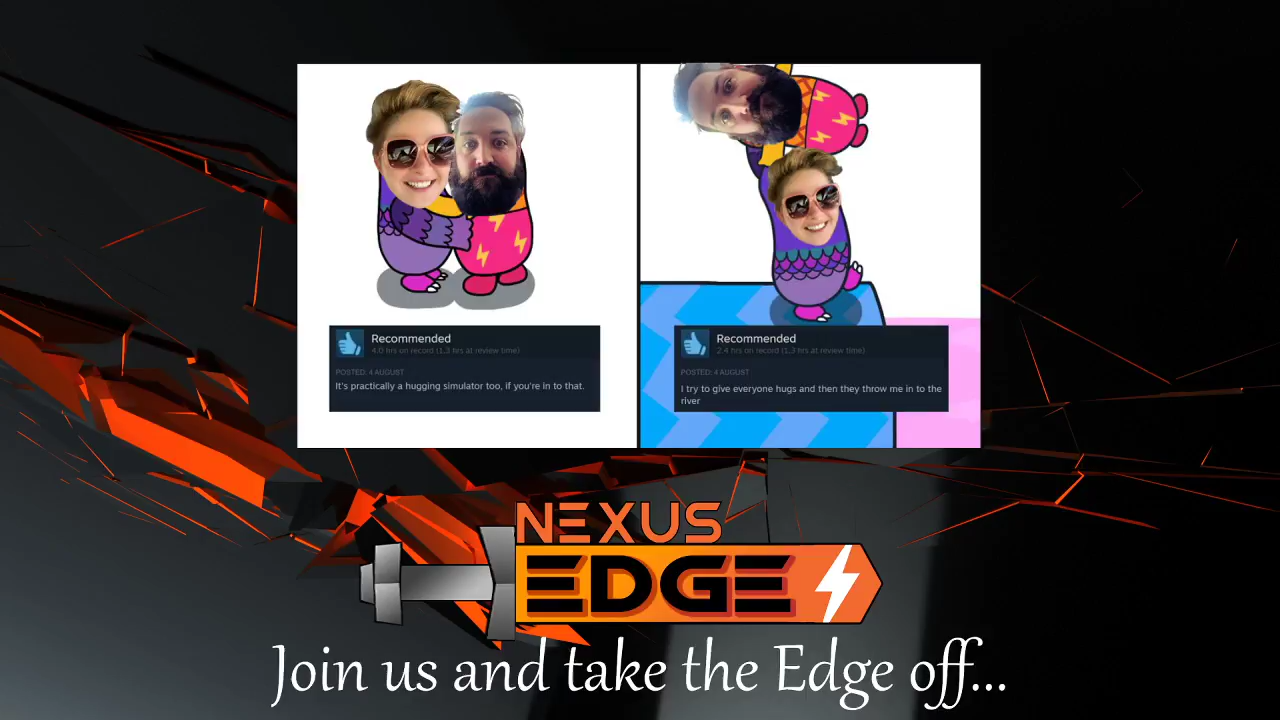 Recommended
4.0 hrs on record (1.3 hrs at review time)
POSTED: 4 AUGUST
It's practically a hugging simulator too, if you're in to that.
Recommended
2.4 hrs on record (1.3 hrs at review time)
POSTED: 4 AUGUST
I try to give everyone hugs and then they throw me in to the
river
NEXUS
EDGE
Join us and take the Edge off...